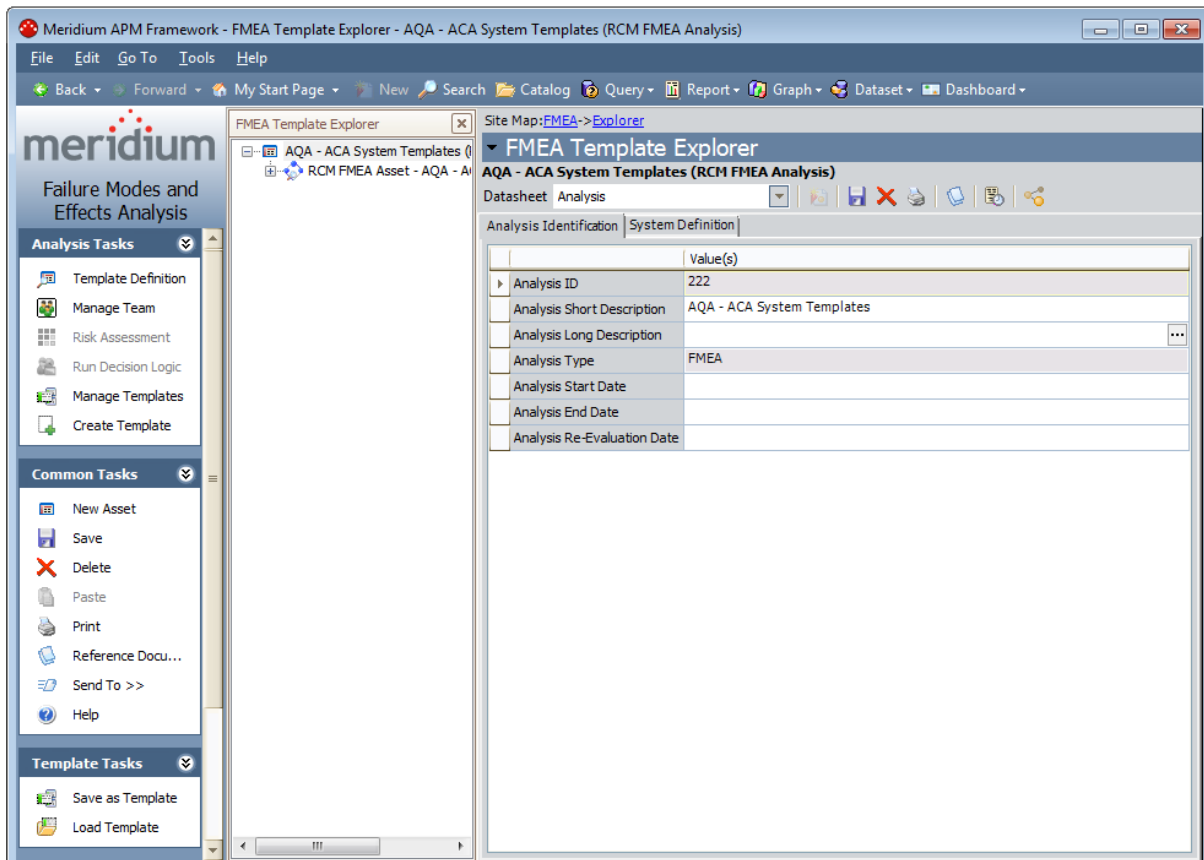 Meridium APM Framework - FMEA Template Explorer - AQA - ACA System Templates (RCM FMEA Analysis)
File Edit Go To Tools Help
Back Forward My Start Page New Search Catalog Query Report Graph Dataset Dashboard
meridium
Failure Modes and
Effects Analysis
Analysis Tasks
Template Definition
Manage Team
Risk Assessment
Run Decision Logic
Manage Templates
Create Template
Common Tasks
New Asset
Save
Delete
Paste
Print
Reference Docu...
Send To >>
Help
Template Tasks
Save as Template
Load Template
FMEA Template Explorer
AQA - ACA System Templates (
RCM FMEA Asset - AQA - A
Site Map:FMEA->Explorer
FMEA Template Explorer
AQA - ACA System Templates (RCM FMEA Analysis)
Datasheet Analysis
Analysis Identification System Definition
Value(s)
Analysis ID 222
Analysis Short Description AQA - ACA System Templates
Analysis Long Description ...
Analysis Type FMEA
Analysis Start Date
Analysis End Date
Analysis Re-Evaluation Date